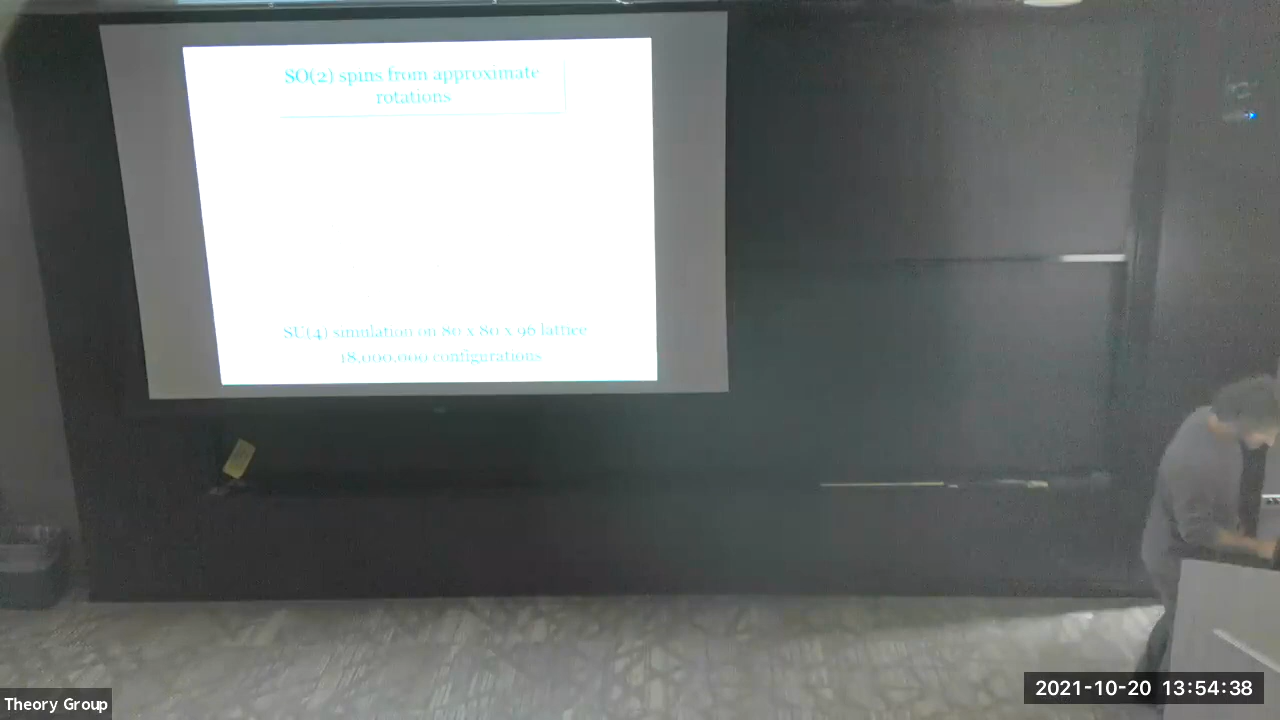 SO(2) spins from approximate
rotations
SU(4) simulation on 80 x 80 x 96 lattice
18,000,000 configurations
Theory Group
2021-10-20 13:54:38